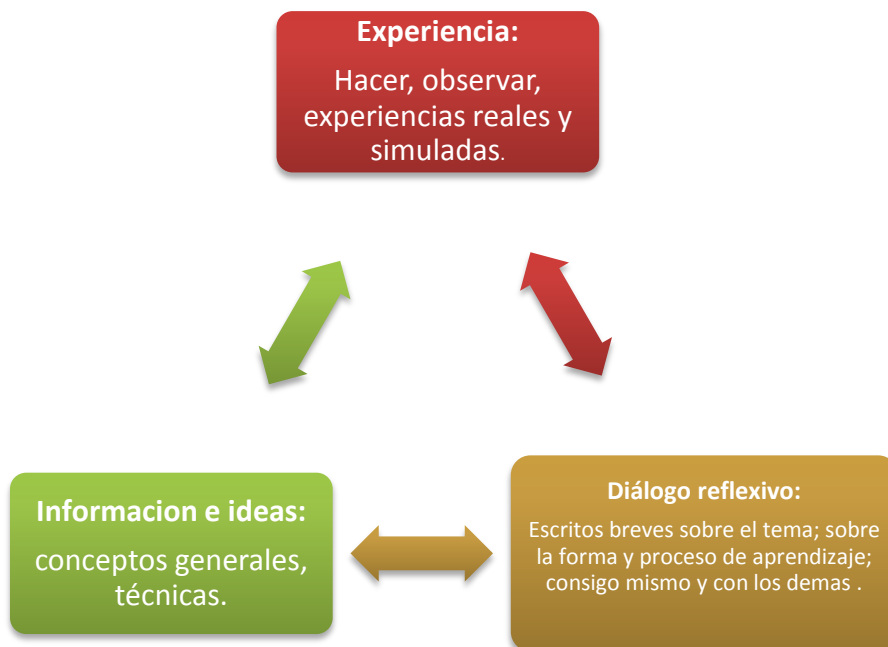 Experiencia:
Hacer, observar,
experiencias reales y
simuladas.
Informacion e ideas:
conceptos generales,
técnicas.
Diálogo reflexivo:
Escritos breves sobre el tema; sobre
la forma y proceso de aprendizaje;
consigo mismo y con los demas .